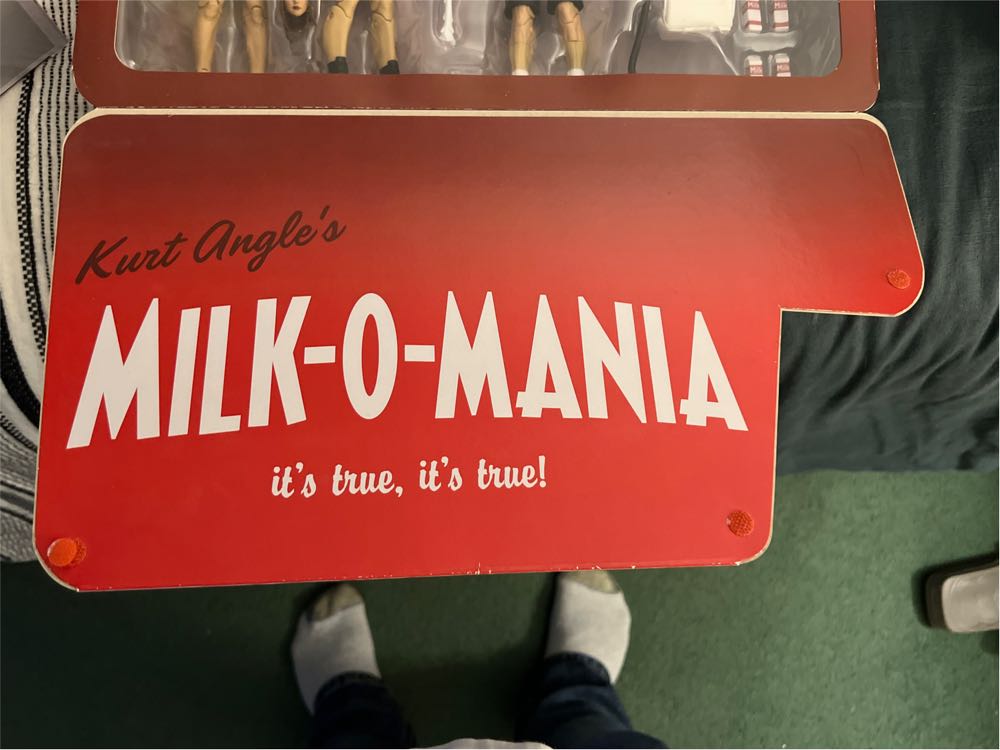 Kurt Angle's
MILK-O-MANIA
it's true, it's true!